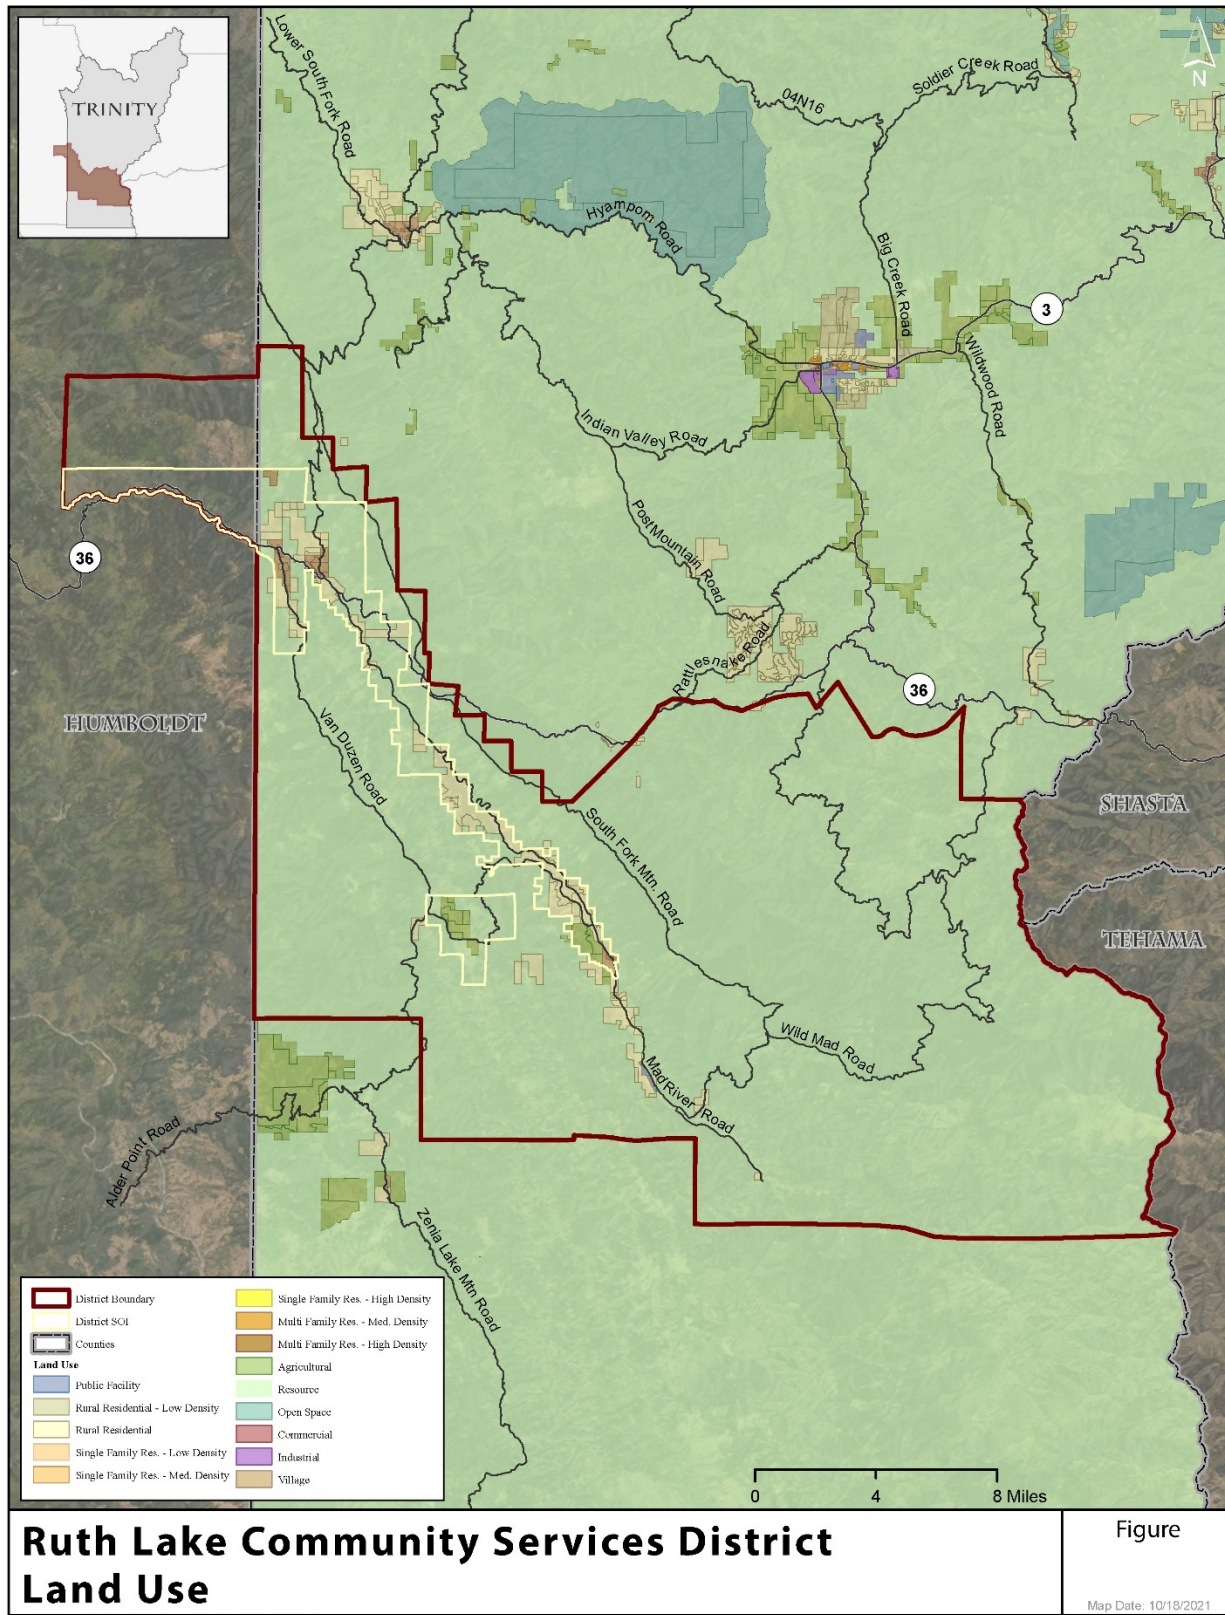 TRINITY
Lower South Fork Road
04N16
Soldier Creek Road
N
Hyampom Road
Big Creek Road
3
Wildwood Road
Indian Valley Road
Post Mountain Road
36
Rattlesnake Road
36
HUMBOLDT
Van Duzen Road
SHASTA
South Fork Mtn. Road
TEHAMA
Wild Mad Road
Mad River Road
Alder Point Road
Zenia Lake Mtn Road
District Boundary
District SOI
Counties
Land Use
Public Facility
Rural Residential - Low Density
Rural Residential
Single Family Res. - Low Density
Single Family Res. - Med. Density
Single Family Res. - High Density
Multi Family Res. - Med. Density
Multi Family Res. - High Density
Agricultural
Resource
Open Space
Commercial
Industrial
Village
0 4 8 Miles
Ruth Lake Community Services District
Land Use
Figure
Map Date: 10/18/2021